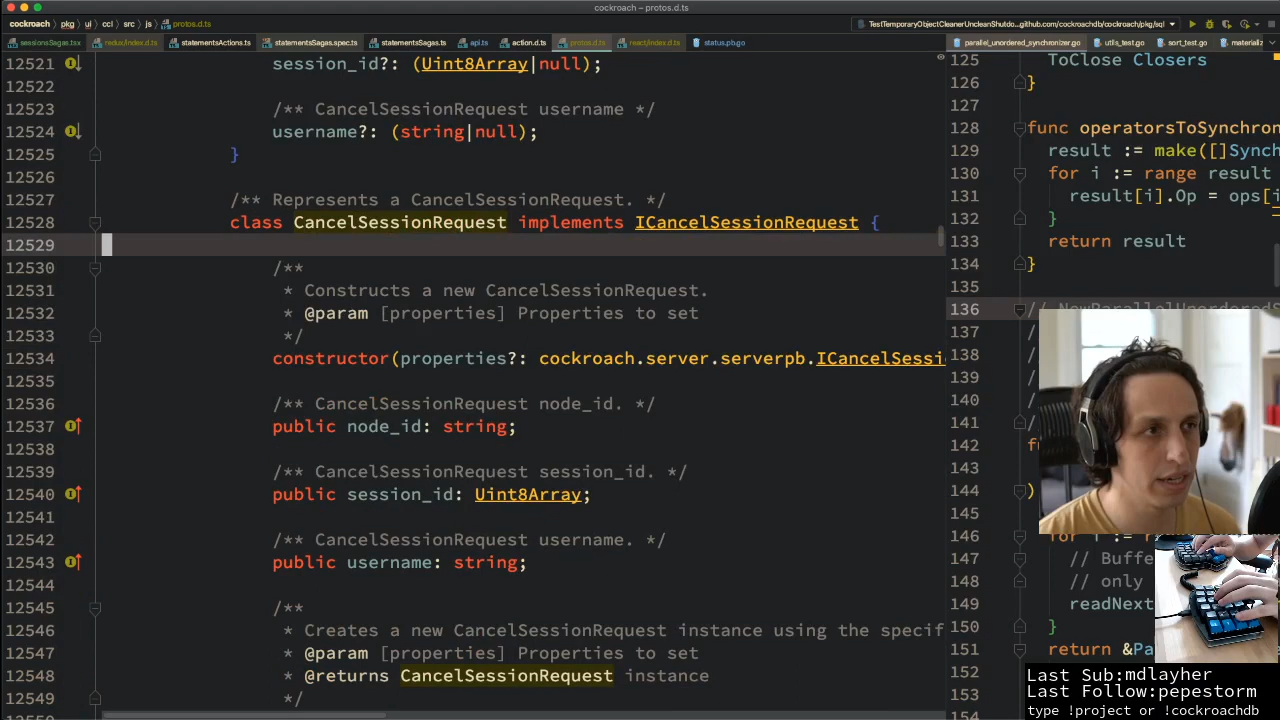 cockroach – protos.d.ts
cockroach pkg ui ccl src js protos.d.ts
TestTemporaryObjectCleanerUncleanShutdo...github.com/cockroachdb/cockroach/pkg/sql
sessionsSagas.tsx redux/index.d.ts statementsActions.ts statementsSagas.spec.ts statementsSagas.ts api.ts action.d.ts protos.d.ts react/index.d.ts status.pb.go
parallel_unordered_synchronizer.go utils_test.go sort_test.go materializ
12521 session_id?: (Uint8Array|null);
12522
12523 /** CancelSessionRequest username */
12524 username?: (string|null);
12525 }
12526
12527 /** Represents a CancelSessionRequest. */
12528 class CancelSessionRequest implements ICancelSessionRequest {
12529
12530 /**
12531 * Constructs a new CancelSessionRequest.
12532 * @param [properties] Properties to set
12533 */
12534 constructor(properties?: cockroach.server.serverpb.ICancelSessi
12535
12536 /** CancelSessionRequest node_id. */
12537 public node_id: string;
12538
12539 /** CancelSessionRequest session_id. */
12540 public session_id: Uint8Array;
12541
12542 /** CancelSessionRequest username. */
12543 public username: string;
12544
12545 /**
12546 * Creates a new CancelSessionRequest instance using the specif
12547 * @param [properties] Properties to set
12548 * @returns CancelSessionRequest instance
12549 */
125 ToClose Closers
126 }
127
128 func operatorsToSynchron
129 result := make([]Synch
130 for i := range result
131 result[i].Op = ops[i
132 }
133 return result
134 }
135
136 // NewParallelUnorderedS
137 /
138 /
139 /
140 /
141 /
142 f
143
144 )
145
146 for i := r
147 // Buff
148 // only
149 readNext
150 }
151 return &Pa
152
153
154
Last Sub:mdlayher
Last Follow:pepestorm
type !project or !cockroachdb